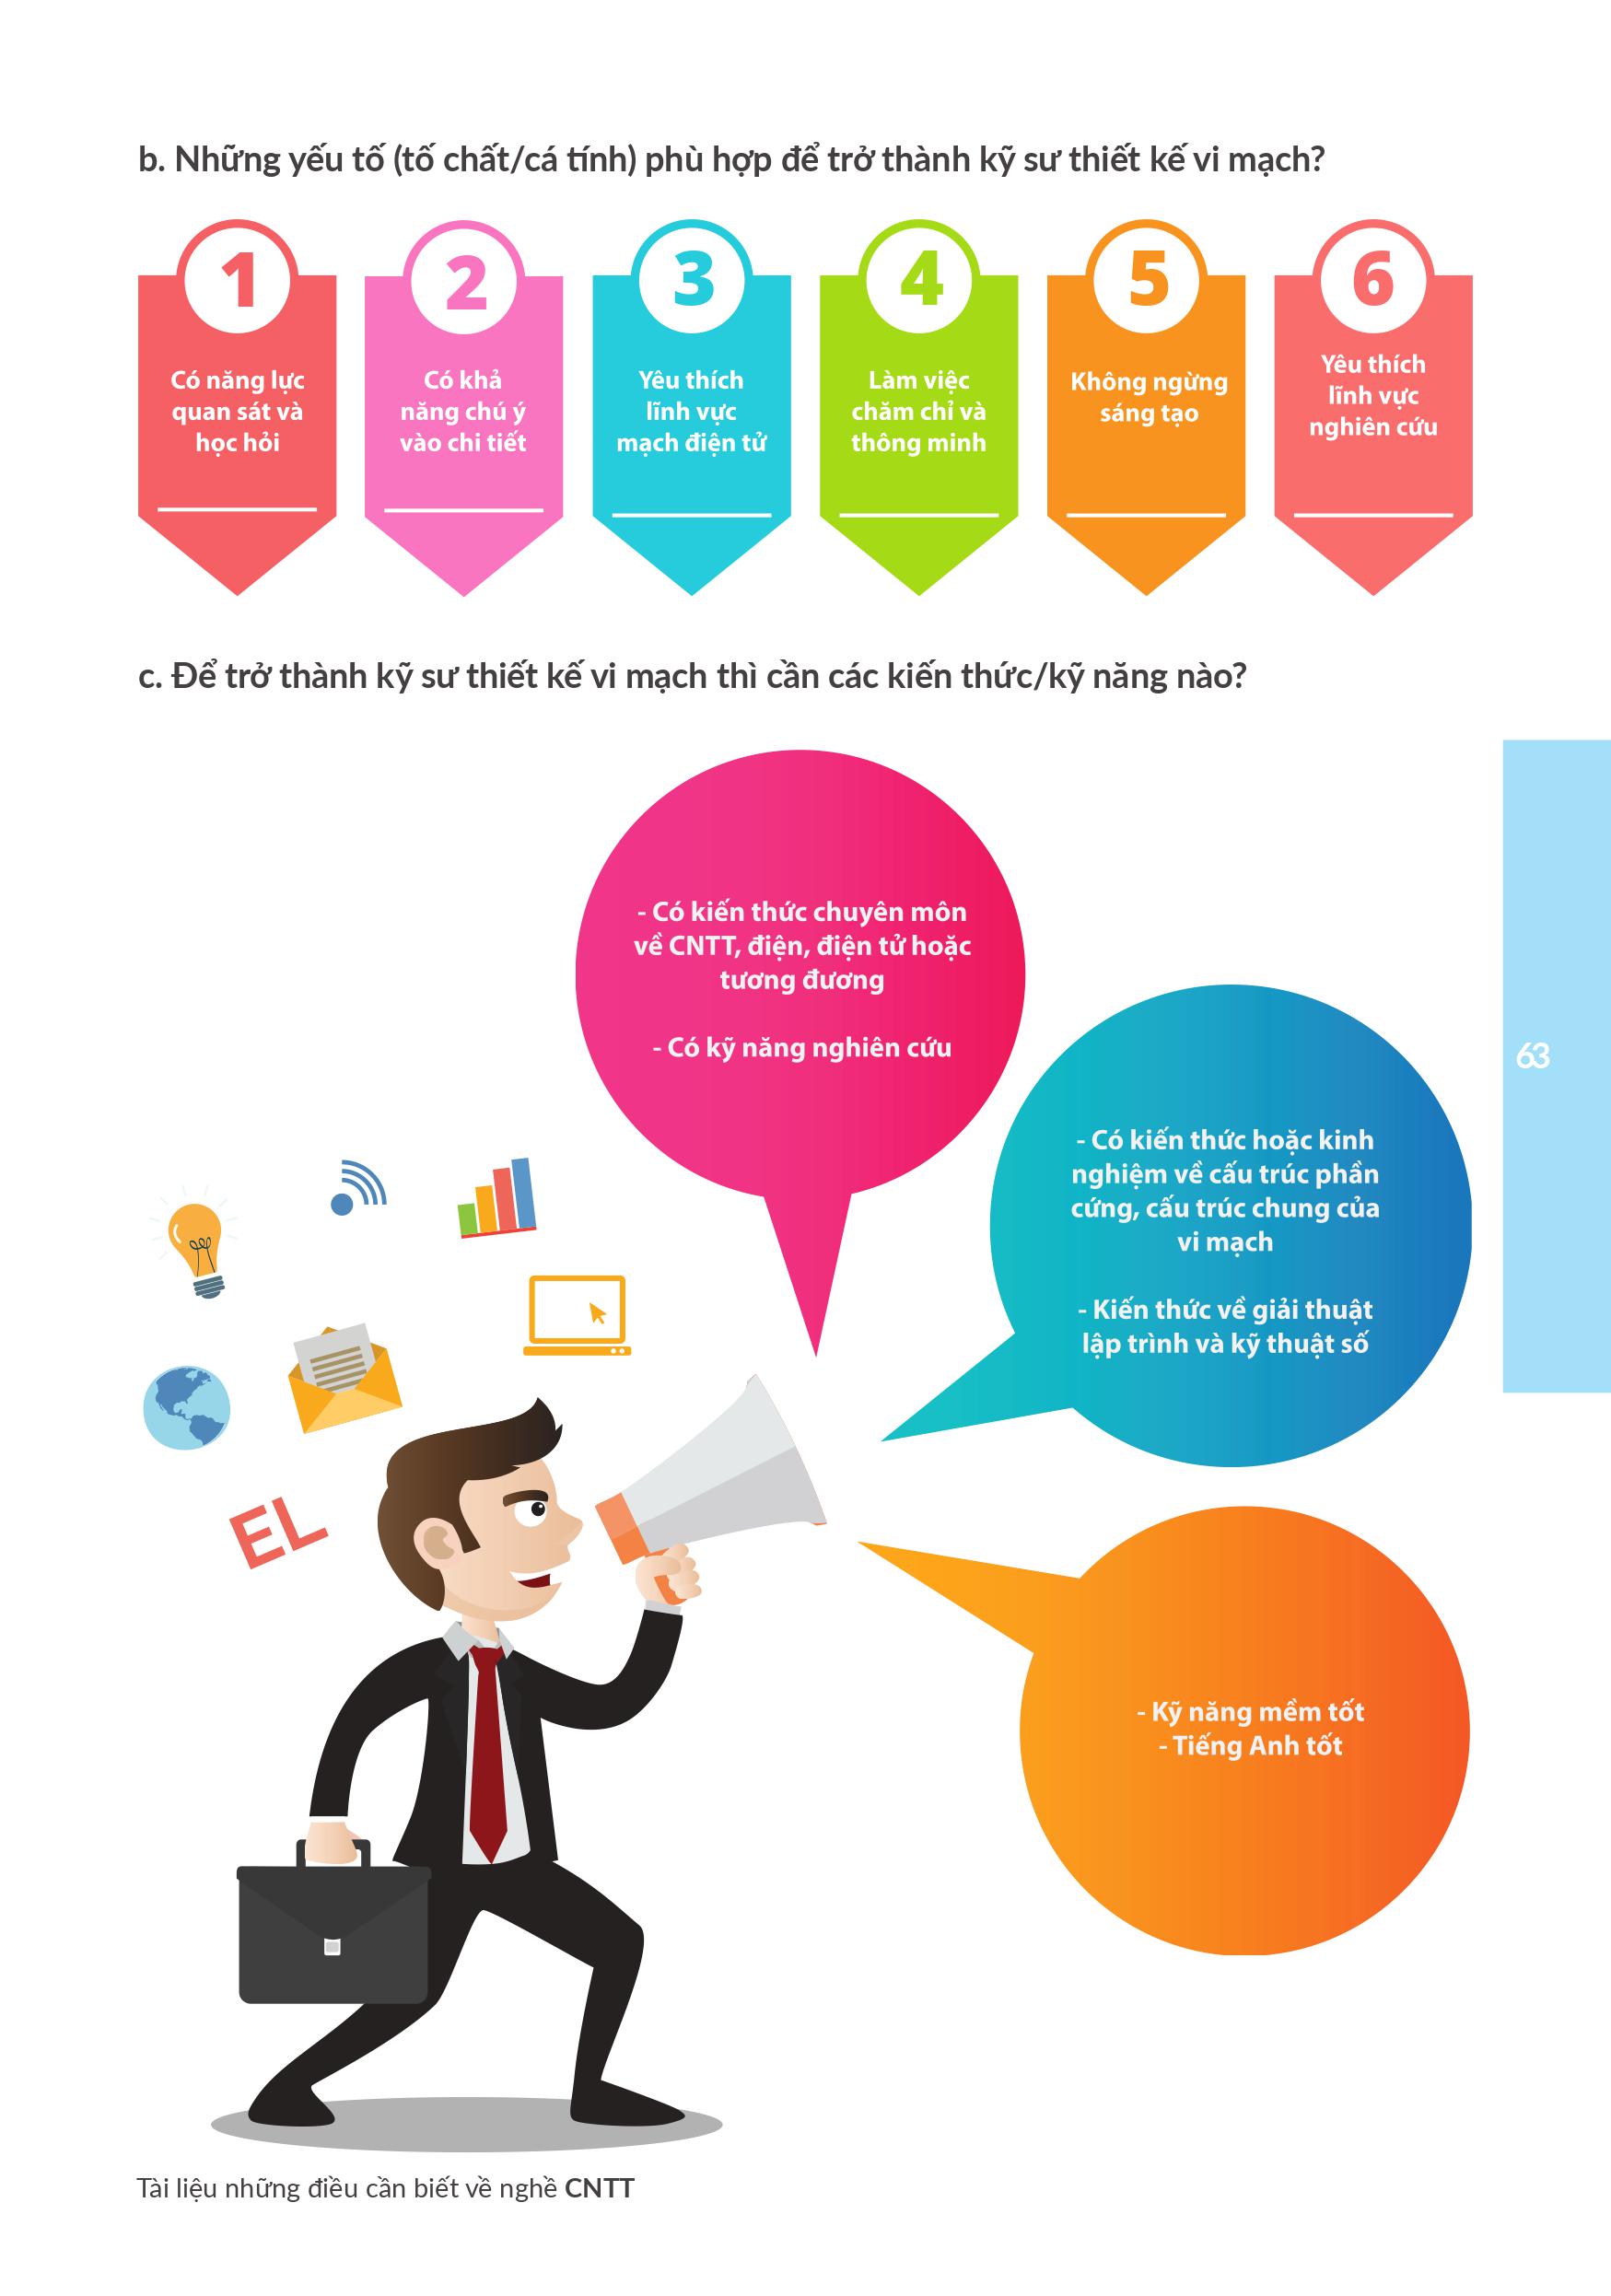 b. Những yếu tố (tố chất/cá tính) phù hợp để trở thành kỹ sư thiết kế vi mạch?
1
Có năng lực
quan sát và
học hỏi
2
Có khả
năng chú ý
vào chi tiết
3
Yêu thích
lĩnh vực
mạch điện tử
4
Làm việc
chăm chỉ và
thông minh
5
Không ngừng
sáng tạo
6
Yêu thích
lĩnh vực
nghiên cứu
c. Để trở thành kỹ sư thiết kế vi mạch thì cần các kiến thức/kỹ năng nào?
- Có kiến thức chuyên môn
về CNTT, điện, điện tử hoặc
tương đương
- Có kỹ năng nghiên cứu
63
- Có kiến thức hoặc kinh
nghiệm về cấu trúc phần
cứng, cấu trúc chung của
vi mạch
- Kiến thức về giải thuật
lập trình và kỹ thuật số
EL
- Kỹ năng mềm tốt
- Tiếng Anh tốt
Tài liệu những điều cần biết về nghề CNTT